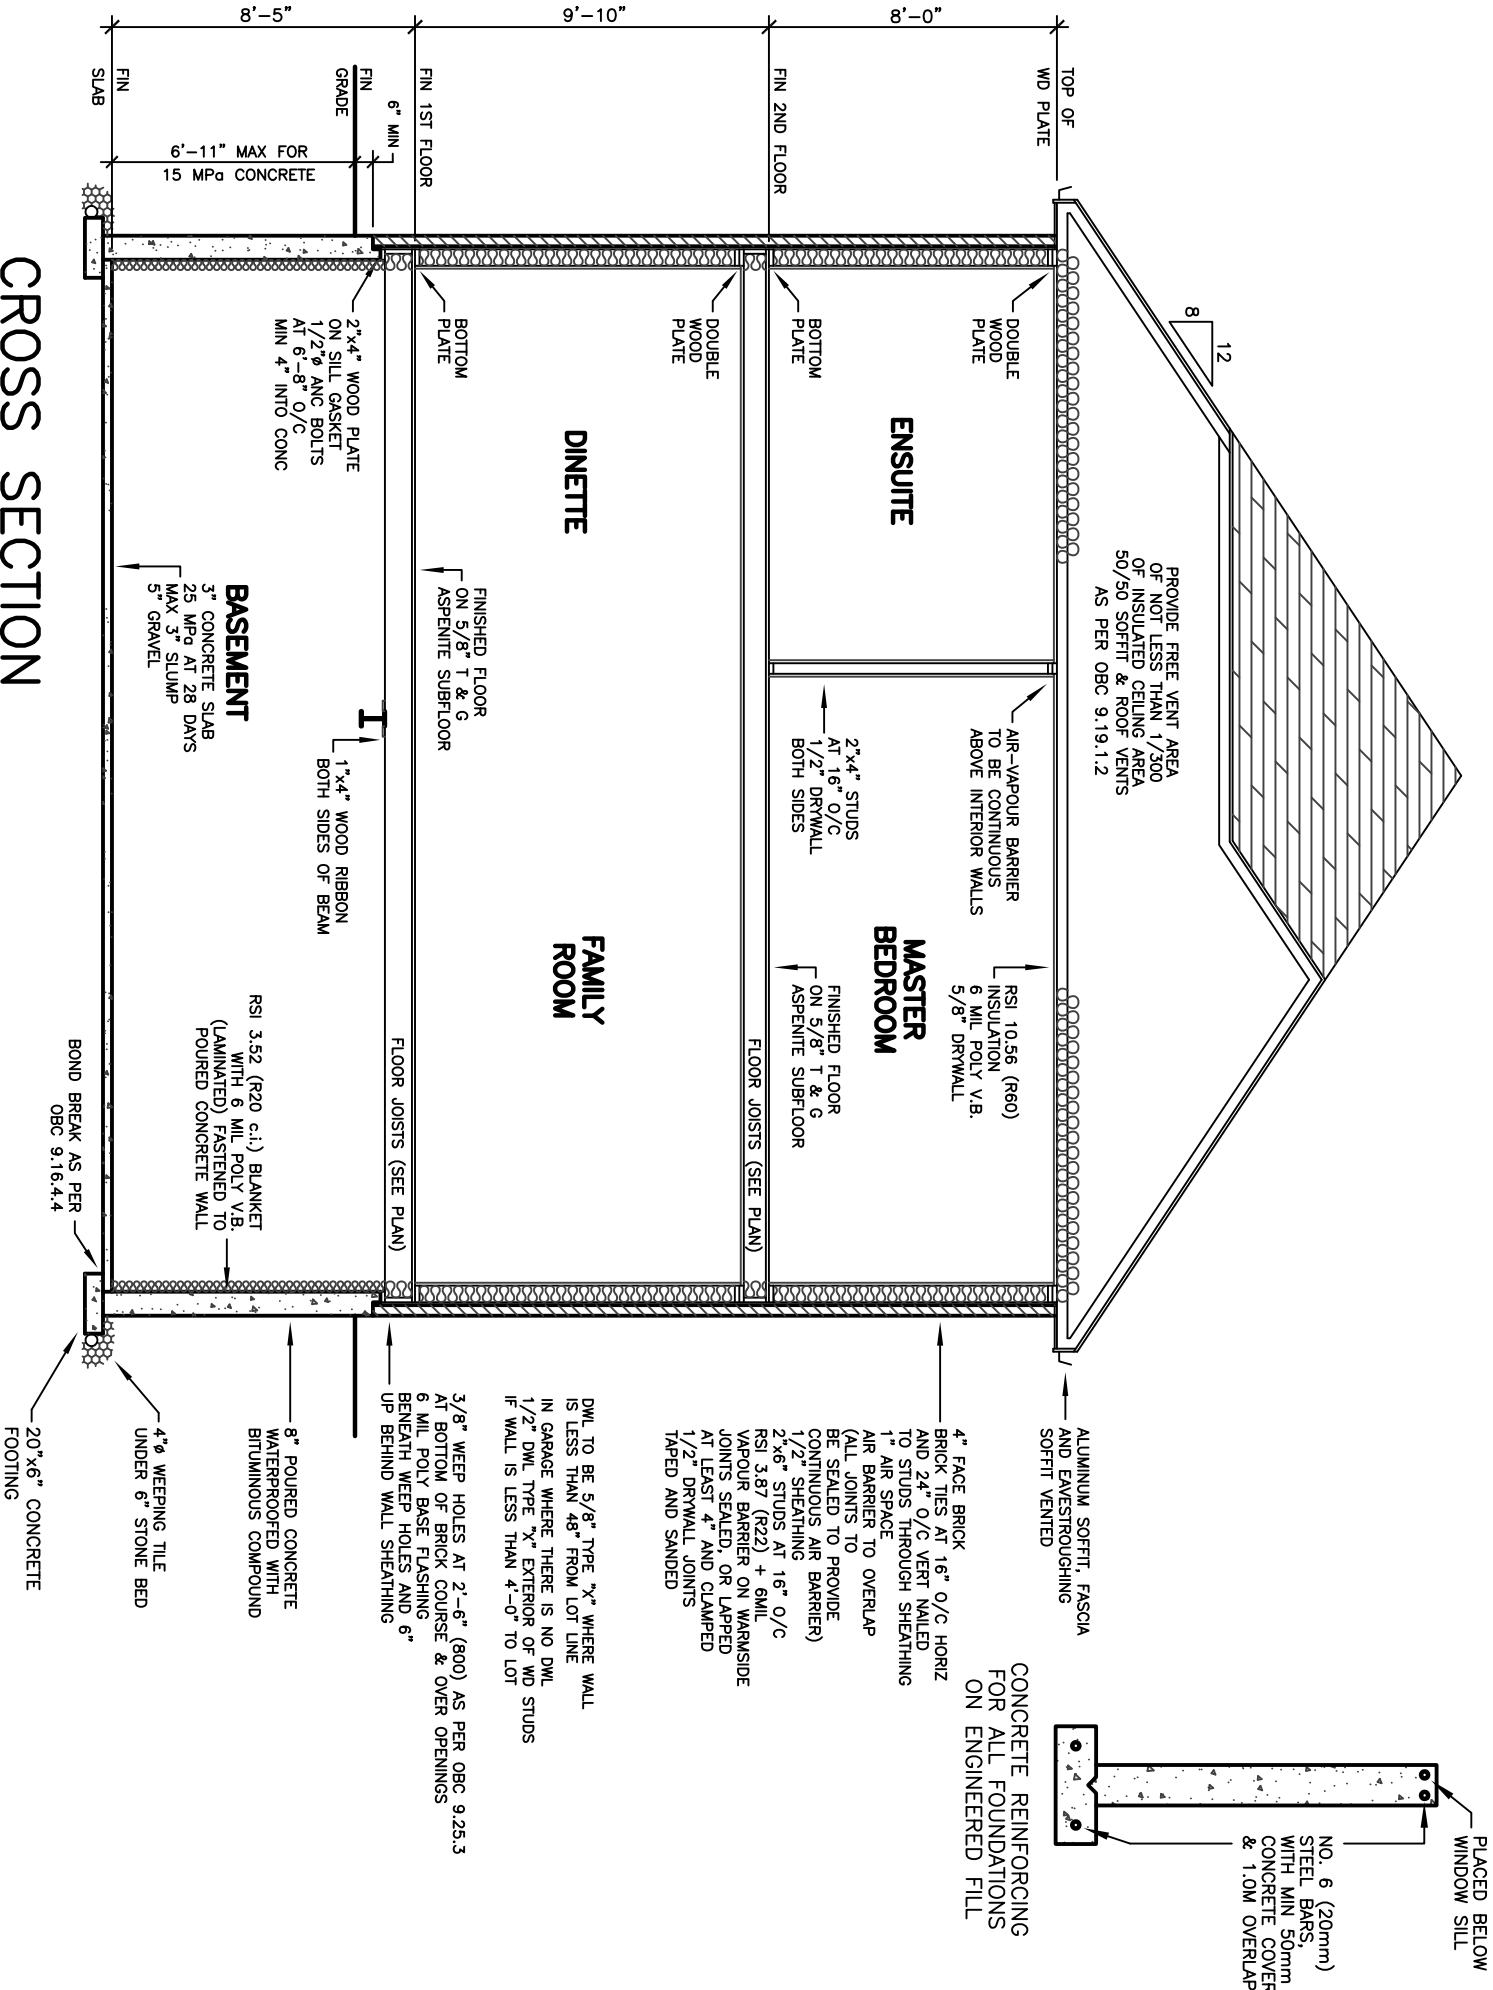 PLACED BELOW
WINDOW SILL
NO. 6 (20mm)
STEEL BARS,
WITH MIN 50mm
CONCRETE COVER
& 1.0M OVERLAP
CONCRETE REINFORCING
FOR ALL FOUNDATIONS
ON ENGINEERED FILL
12
8
PROVIDE FREE VENT AREA
OF NOT LESS THAN 1/300
OF INSULATED CEILING AREA
50/50 SOFFIT & ROOF VENTS
AS PER OBC 9.19.1.2
TOP OF
WD PLATE
8'-0"
FIN 2ND FLOOR
9'-10"
FIN 1ST FLOOR
6" MIN
FIN
GRADE
8'-5"
6'-11" MAX FOR
15 MPa CONCRETE
FIN
SLAB
DOUBLE
WOOD
PLATE
ENSUITE
BOTTOM
PLATE
AIR-VAPOUR BARRIER
TO BE CONTINUOUS
ABOVE INTERIOR WALLS
2"x4" STUDS
AT 16" O/C
1/2" DRYWALL
BOTH SIDES
RSI 10.56 (R60)
INSULATION
6 MIL POLY V.B.
5/8" DRYWALL
MASTER
BEDROOM
FINISHED FLOOR
ON 5/8" T & G
ASPENITE SUBFLOOR
FLOOR JOISTS (SEE PLAN)
DOUBLE
WOOD
PLATE
DINETTE
FAMILY
ROOM
BOTTOM
PLATE
FINISHED FLOOR
ON 5/8" T & G
ASPENITE SUBFLOOR
FLOOR JOISTS (SEE PLAN)
2"x4" WOOD PLATE
ON SILL GASKET
1/2"ø ANC BOLTS
AT 6'-8" O/C
MIN 4" INTO CONC
1"x4" WOOD RIBBON
BOTH SIDES OF BEAM
BASEMENT
3" CONCRETE SLAB
25 MPa AT 28 DAYS
MAX 3" SLUMP
5" GRAVEL
RSI 3.52 (R20 c.i.) BLANKET
WITH 6 MIL POLY V.B.
(LAMINATED) FASTENED TO
POURED CONCRETE WALL
BOND BREAK AS PER
OBC 9.16.4.4
ALUMINUM SOFFIT, FASCIA
AND EAVESTROUGHING
SOFFIT VENTED
4" FACE BRICK
BRICK TIES AT 16" O/C HORIZ
AND 24" O/C VERT NAILED
TO STUDS THROUGH SHEATHING
1" AIR SPACE
AIR BARRIER TO OVERLAP
(ALL JOINTS TO
BE SEALED TO PROVIDE
CONTINUOUS AIR BARRIER)
1/2" SHEATHING
2"x6" STUDS AT 16" O/C
RSI 3.87 (R22) + 6MIL
VAPOUR BARRIER ON WARMSIDE
JOINTS SEALED, OR LAPPED
AT LEAST 4" AND CLAMPED
1/2" DRYWALL JOINTS
TAPED AND SANDED
DWL TO BE 5/8" TYPE "X" WHERE WALL
IS LESS THAN 48" FROM LOT LINE
IN GARAGE WHERE THERE IS NO DWL
1/2" DWL TYPE "X" EXTERIOR OF WD STUDS
IF WALL IS LESS THAN 4'-0" TO LOT
3/8" WEEP HOLES AT 2'-6" (800) AS PER OBC 9.25.3
AT BOTTOM OF BRICK COURSE & OVER OPENINGS
6 MIL POLY BASE FLASHING
BENEATH WEEP HOLES AND 6"
UP BEHIND WALL SHEATHING
8" POURED CONCRETE
WATERPROOFED WITH
BITUMINOUS COMPOUND
4"ø WEEPING TILE
UNDER 6" STONE BED
20"x6" CONCRETE
FOOTING
CROSS SECTION